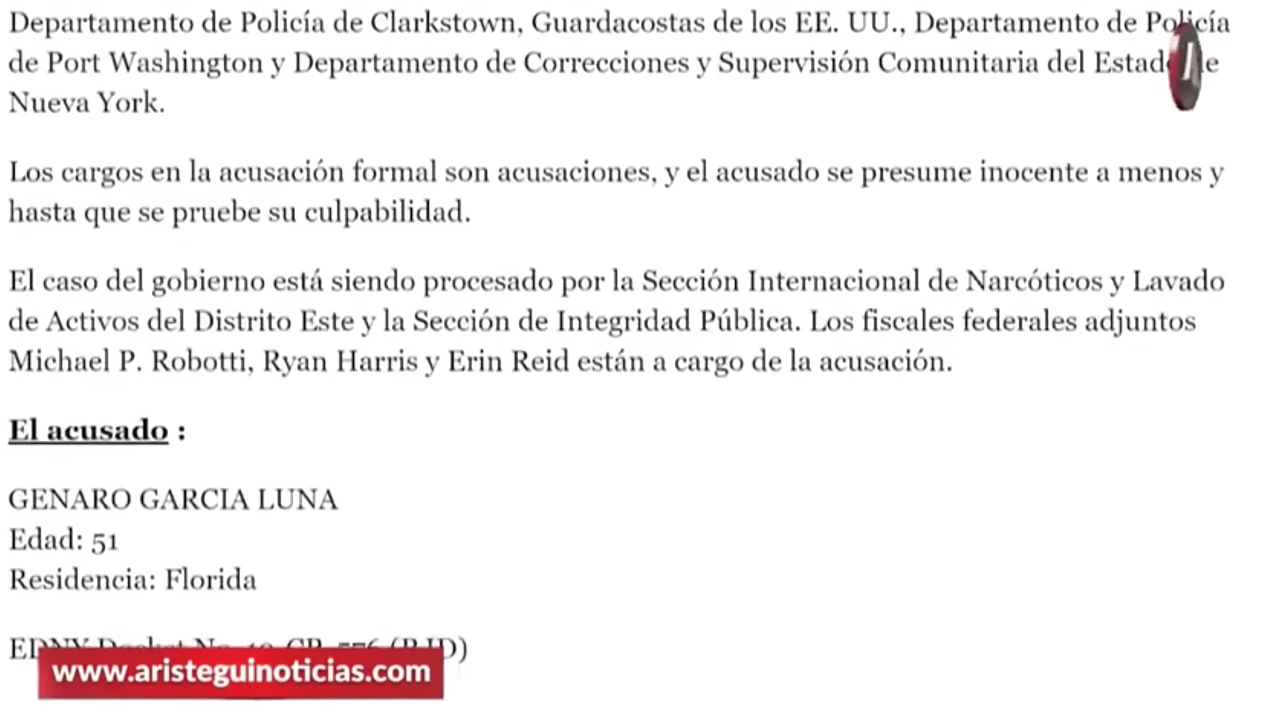 Departamento de Policía de Clarkstown, Guardacostas de los EE. UU., Departamento de Policía
de Port Washington y Departamento de Correcciones y Supervisión Comunitaria del Estado de
Nueva York.
Los cargos en la acusación formal son acusaciones, y el acusado se presume inocente a menos y
hasta que se pruebe su culpabilidad.
El caso del gobierno está siendo procesado por la Sección Internacional de Narcóticos y Lavado
de Activos del Distrito Este y la Sección de Integridad Pública. Los fiscales federales adjuntos
Michael P. Robotti, Ryan Harris y Erin Reid están a cargo de la acusación.
El acusado :
GENARO GARCIA LUNA
Edad: 51
Residencia: Florida
EDNY Docket No.
www.aristeguinoticias.com